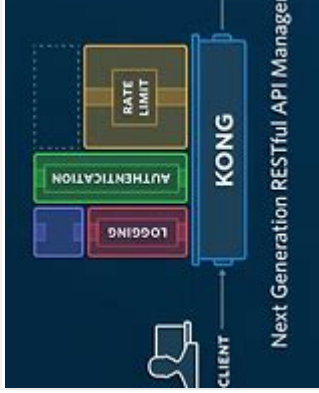 RATE
LIMIT
AUTHENTICATION
LOGGING
KONG
CLIENT
Next Generation RESTful API Manager